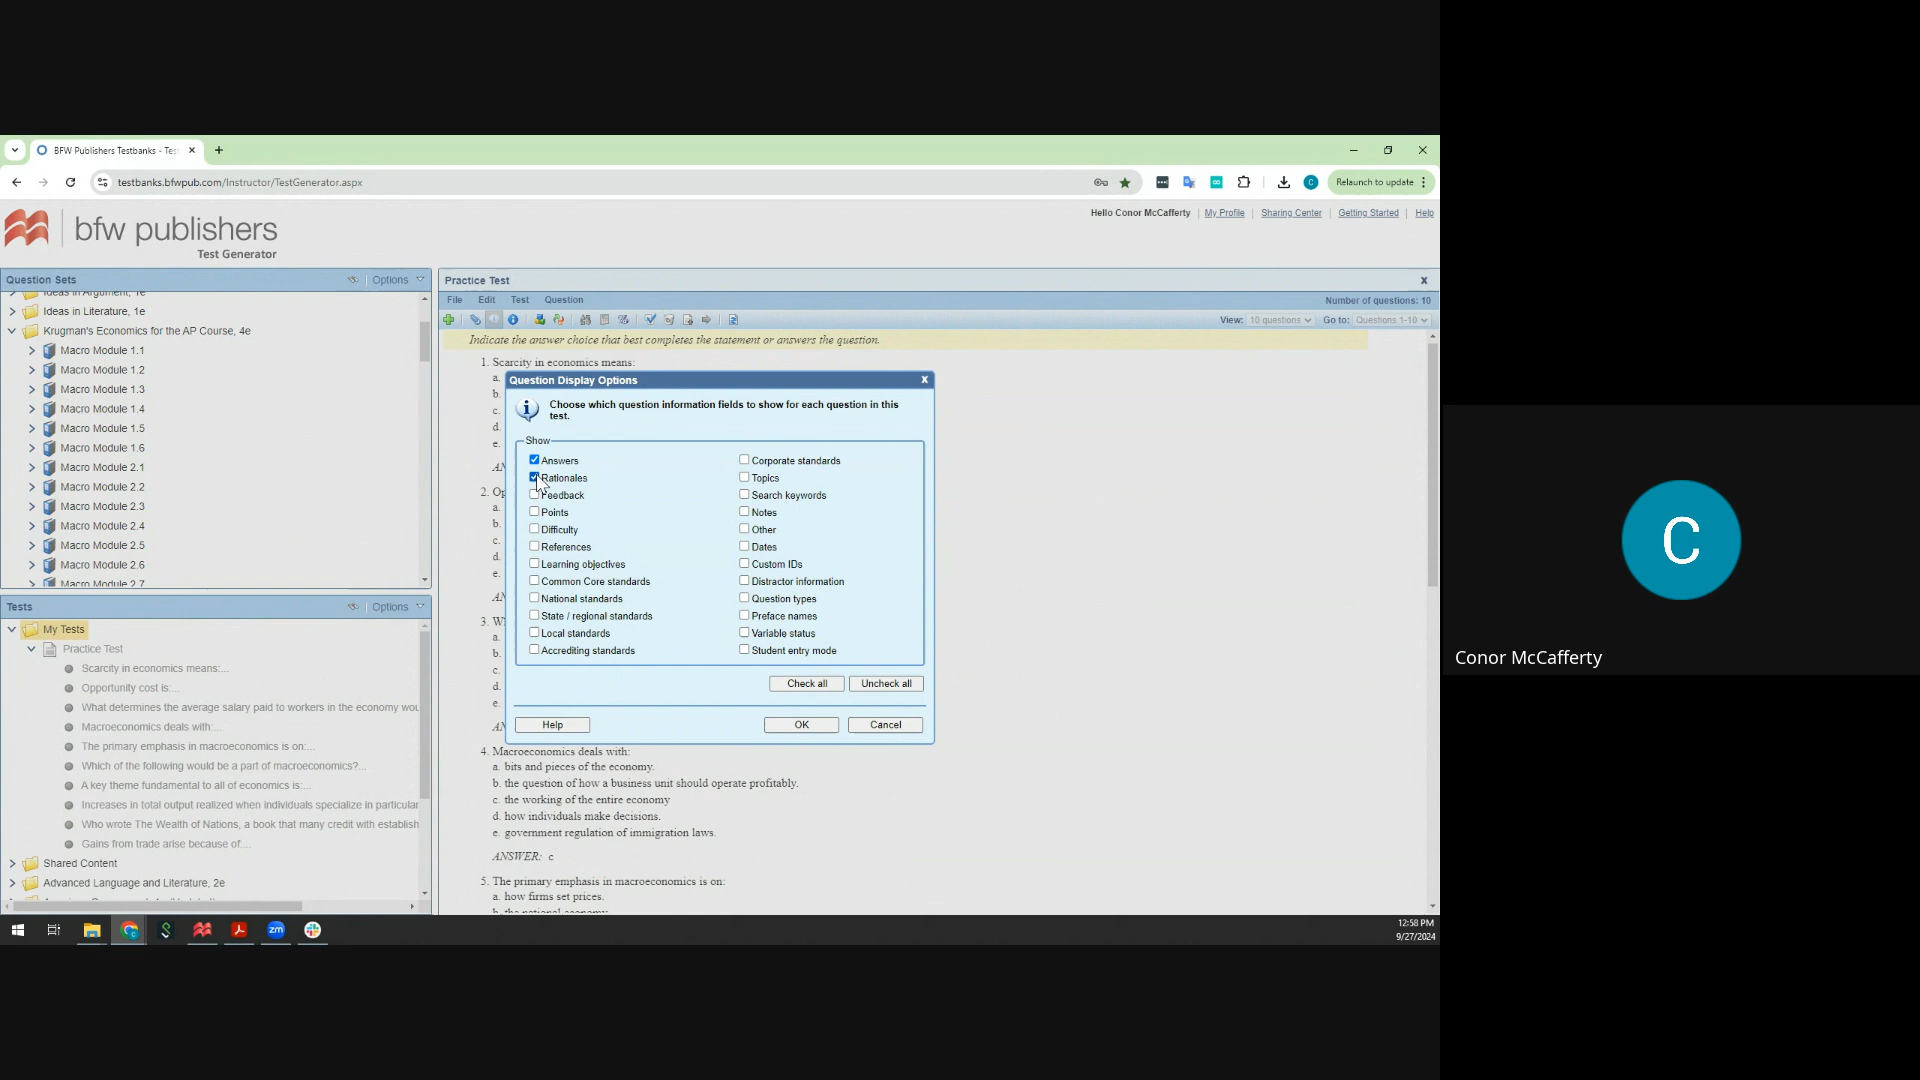 BFW Publishers Testbanks - Tes
testbanks.bfwpub.com/Instructor/TestGenerator.aspx
Relaunch to update
bfw publishers
Test Generator
Hello Conor McCafferty | My Profile | Sharing Center | Getting Started | Help
Question Sets
Options
Ideas in Argument, 1e
Ideas in Literature, 1e
Krugman's Economics for the AP Course, 4e
Macro Module 1.1
Macro Module 1.2
Macro Module 1.3
Macro Module 1.4
Macro Module 1.5
Macro Module 1.6
Macro Module 2.1
Macro Module 2.2
Macro Module 2.3
Macro Module 2.4
Macro Module 2.5
Macro Module 2.6
Macro Module 2.7
Tests
Options
My Tests
Practice Test
Scarcity in economics means:...
Opportunity cost is:...
What determines the average salary paid to workers in the economy wou
Macroeconomics deals with:...
The primary emphasis in macroeconomics is on:...
Which of the following would be a part of macroeconomics?...
A key theme fundamental to all of economics is:...
Increases in total output realized when individuals specialize in particular
Who wrote The Wealth of Nations, a book that many credit with establish
Gains from trade arise because of...
Shared Content
Advanced Language and Literature, 2e
Practice Test
X
File Edit Test Question
Number of questions: 10
View: 10 questions Go to: Questions 1-10
Indicate the answer choice that best completes the statement or answers the question.
1. Scarcity in economics means:
a.
b.
c.
d.
e.
AN
2. Op
a.
b.
c.
d.
e.
AN
3. W
a.
b.
c.
d.
e.
AN
Question Display Options
X
Choose which question information fields to show for each question in this
test.
Show
Answers
Rationales
Feedback
Points
Difficulty
References
Learning objectives
Common Core standards
National standards
State / regional standards
Local standards
Accrediting standards
Corporate standards
Topics
Search keywords
Notes
Other
Dates
Custom IDs
Distractor information
Question types
Preface names
Variable status
Student entry mode
Check all
Uncheck all
Help
OK
Cancel
4. Macroeconomics deals with:
a. bits and pieces of the economy.
b. the question of how a business unit should operate profitably.
c. the working of the entire economy
d. how individuals make decisions.
e. government regulation of immigration laws.
ANSWER: c
5. The primary emphasis in macroeconomics is on:
a. how firms set prices.
b. the national economy.
12:58 PM
9/27/2024
C
Conor McCafferty